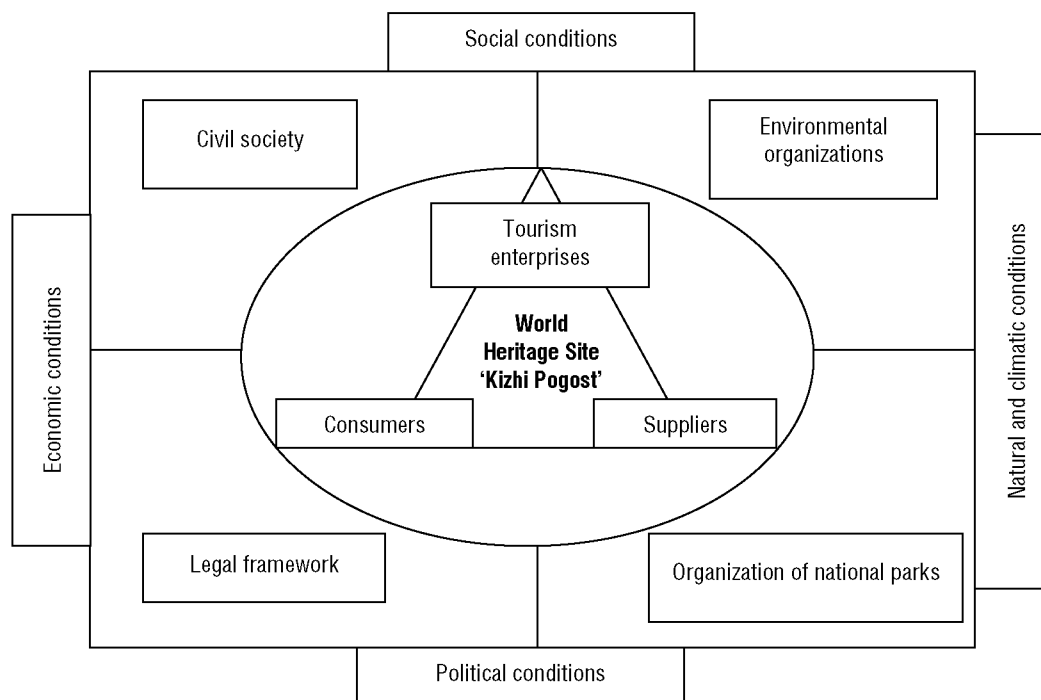 Social conditions
Civil society
Environmental
organizations
Tourism
enterprises
Economic conditions
World
Heritage Site
‘Kizhi Pogost’
Natural and climatic conditions
Consumers
Suppliers
Legal framework
Organization of national parks
Political conditions